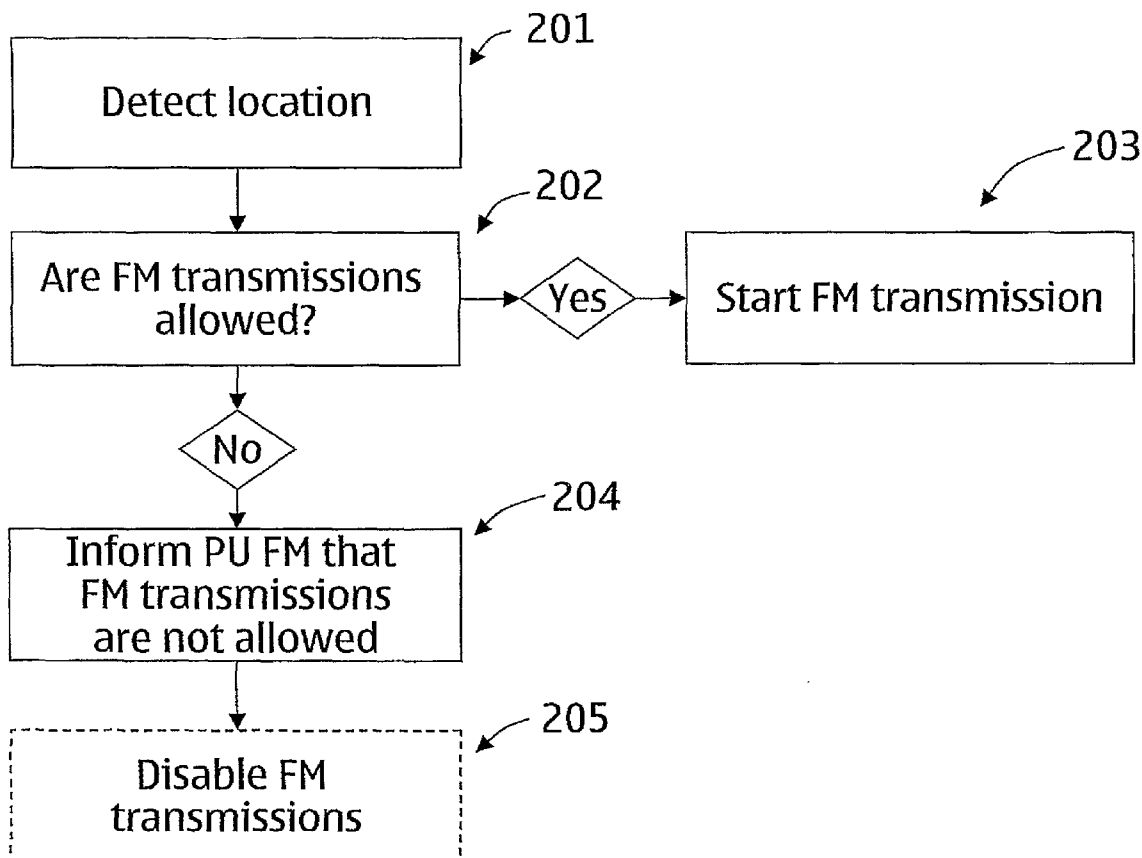 201
Detect location
202
203
Are FM transmissions
allowed?
Yes
Start FM transmission
No
204
Inform PU FM that
FM transmissions
are not allowed
205
Disable FM
transmissions